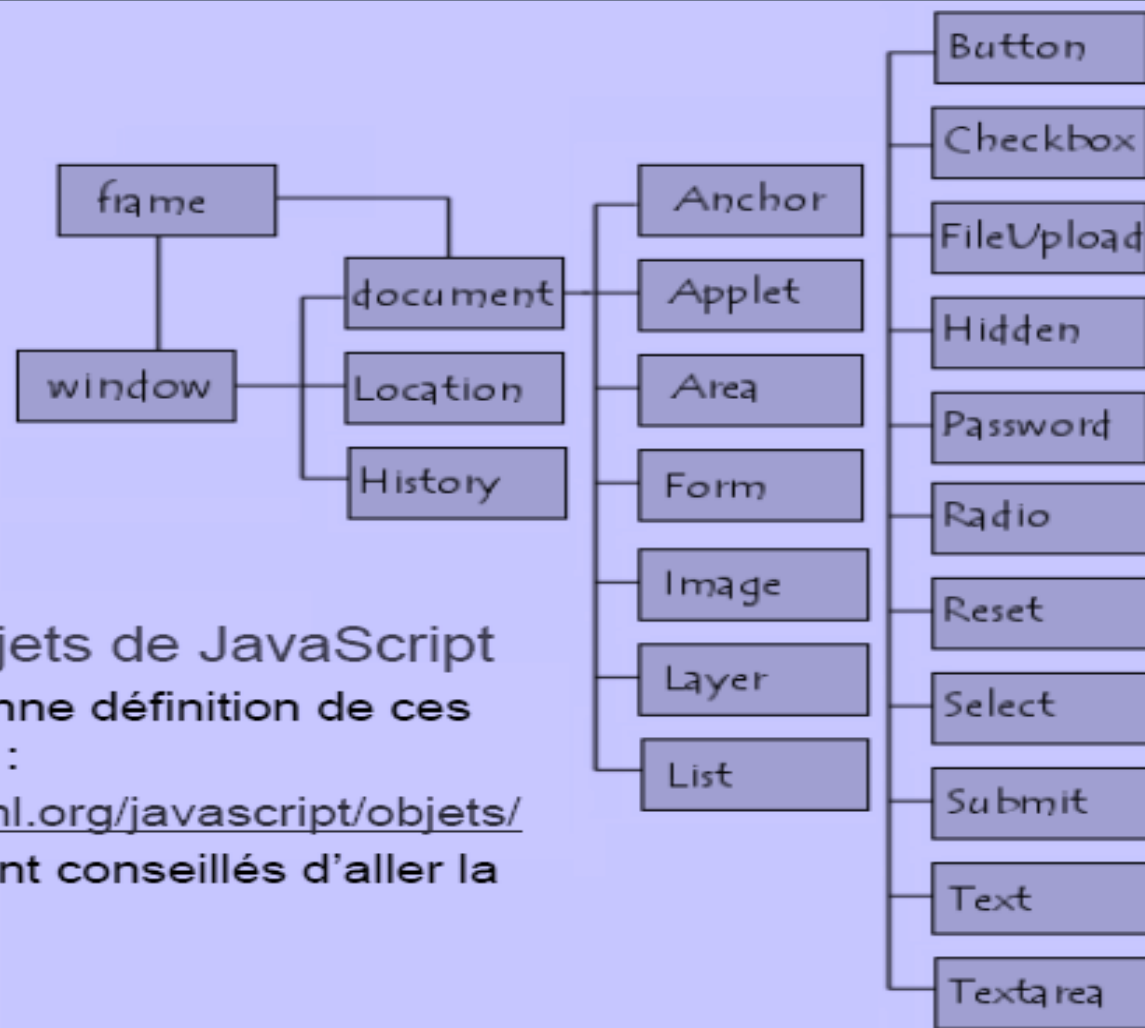 frame
window
document
Location
History
Anchor
Applet
Area
Form
Image
Layer
List
Button
Checkbox
FileUpload
Hidden
Password
Radio
Reset
Select
Submit
Text
Textarea
jets de JavaScript
nne définition de ces
:
nl.org/javascript/objets/
nt conseillés d'aller la